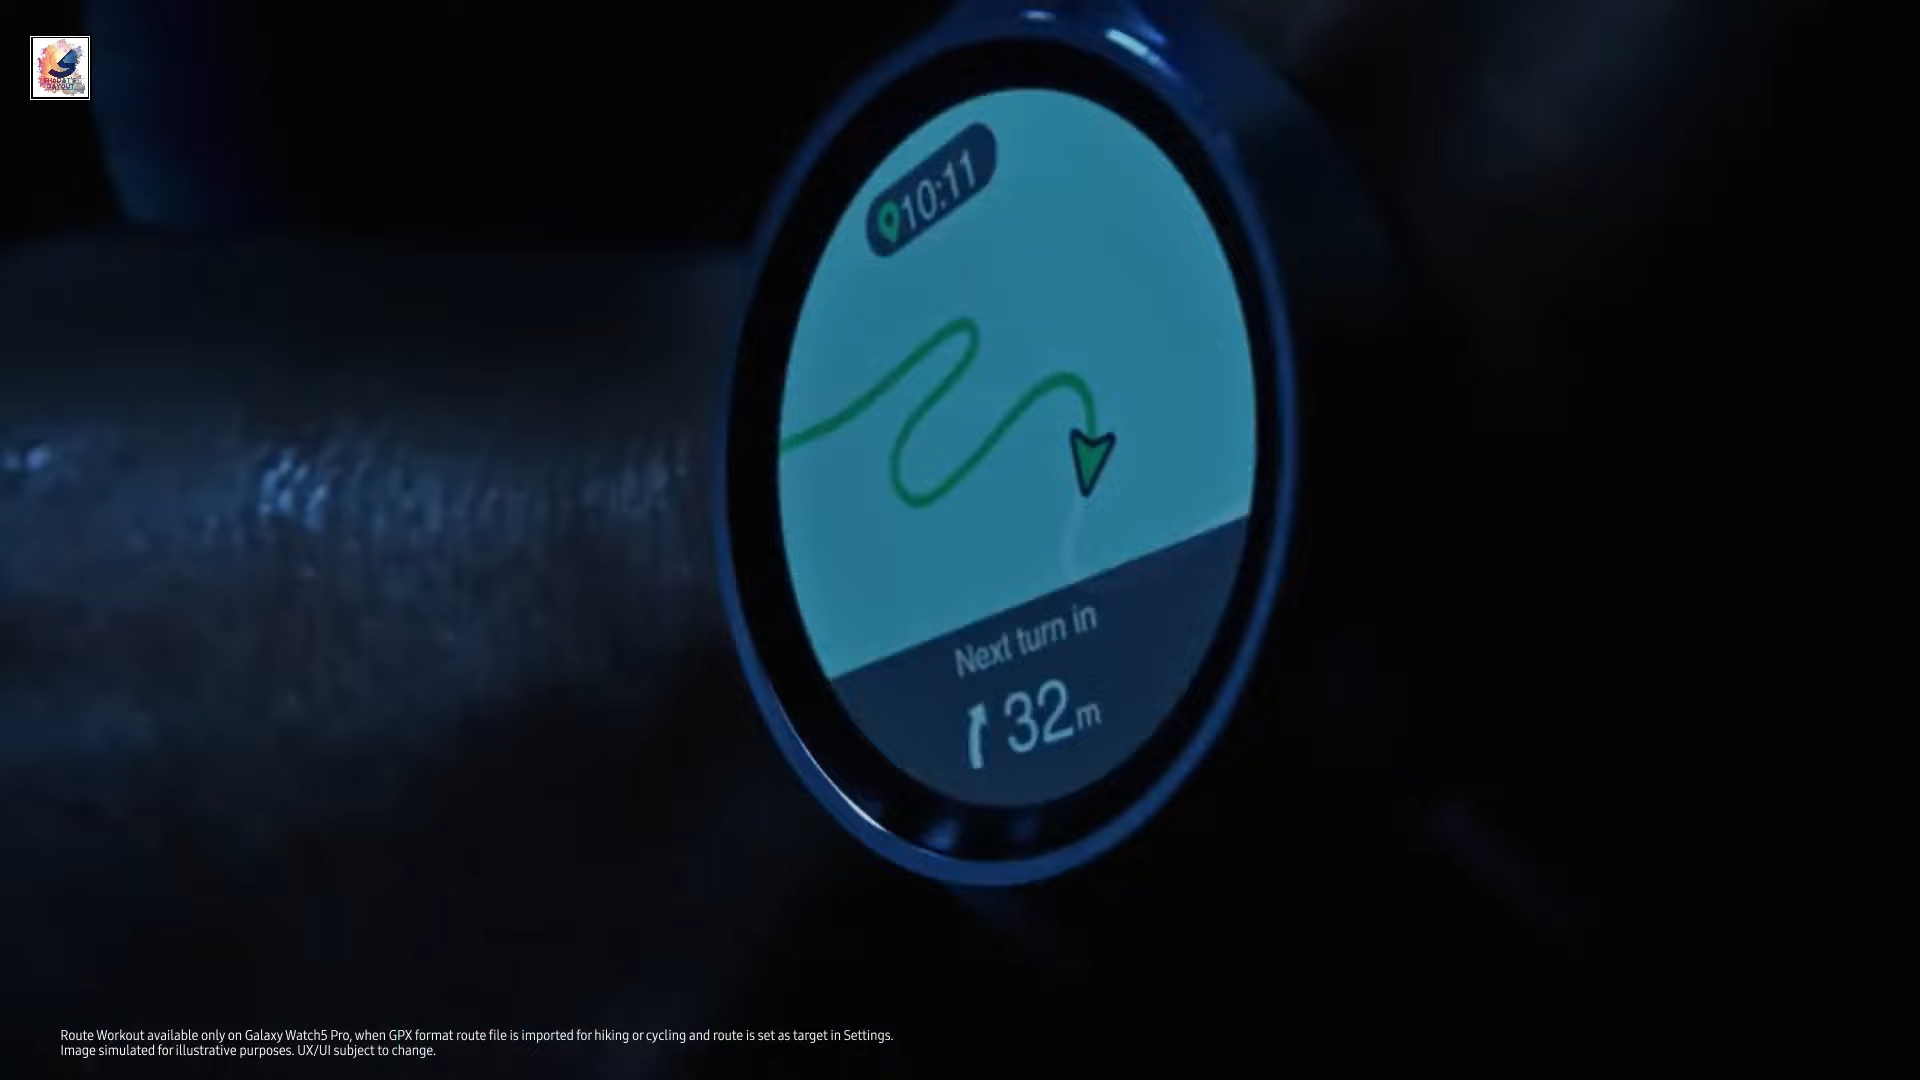 10:11
Next turn in
32m
Route Workout available only on Galaxy Watch5 Pro, when GPX format route file is imported for hiking or cycling and route is set as target in Settings.
Image simulated for illustrative purposes. UX/UI subject to change.